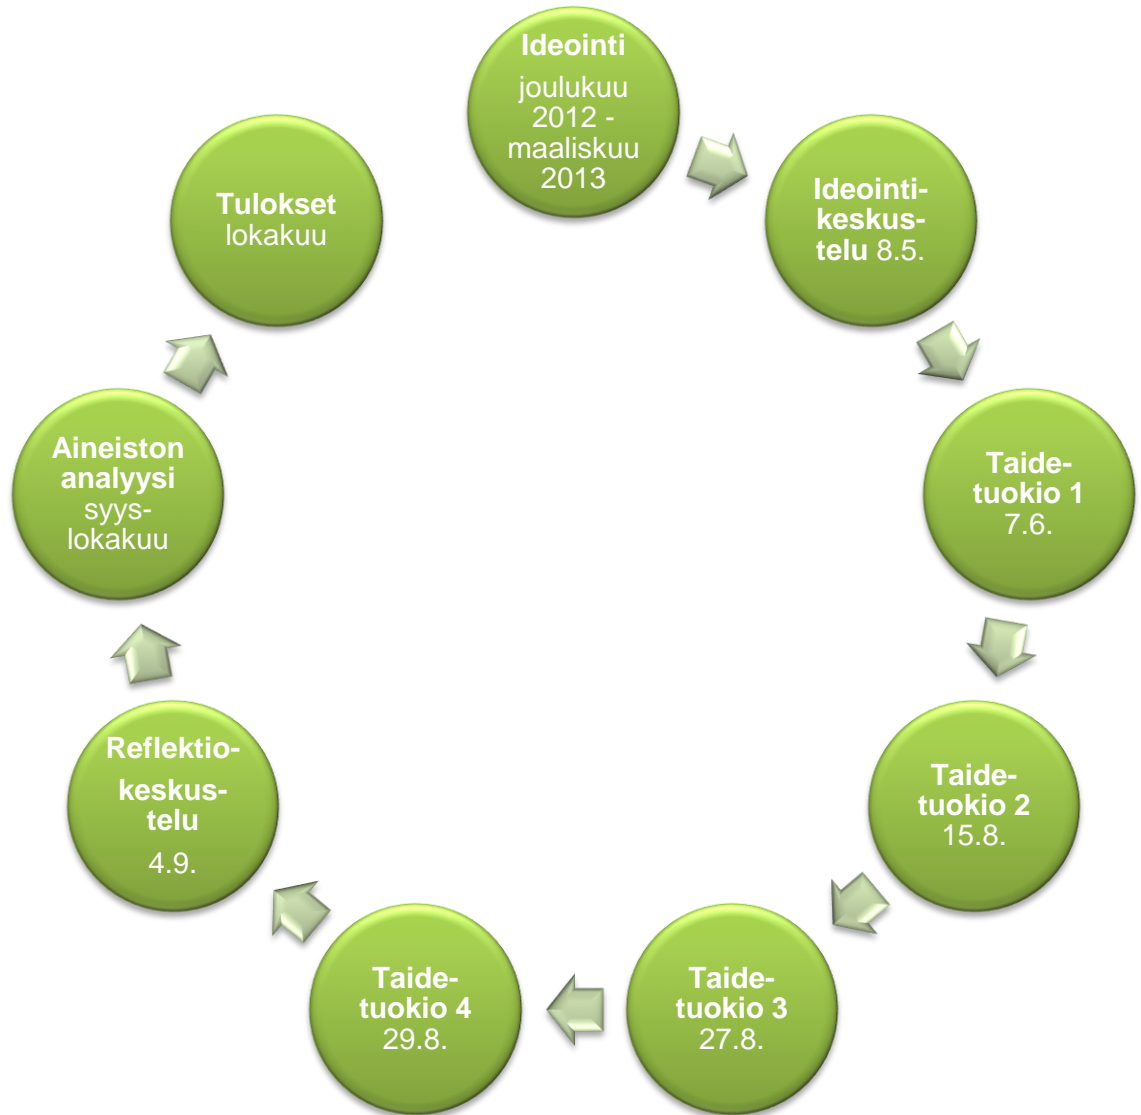 Ideointi
joulukuu
2012 -
maaliskuu
2013
Ideointi-
keskus-
telu 8.5.
Taide-
tuokio 1
7.6.
Taide-
tuokio 2
15.8.
Taide-
tuokio 3
27.8.
Taide-
tuokio 4
29.8.
Reflektio-
keskus-
telu
4.9.
Aineiston
analyysi
syys-
lokakuu
Tulokset
lokakuu